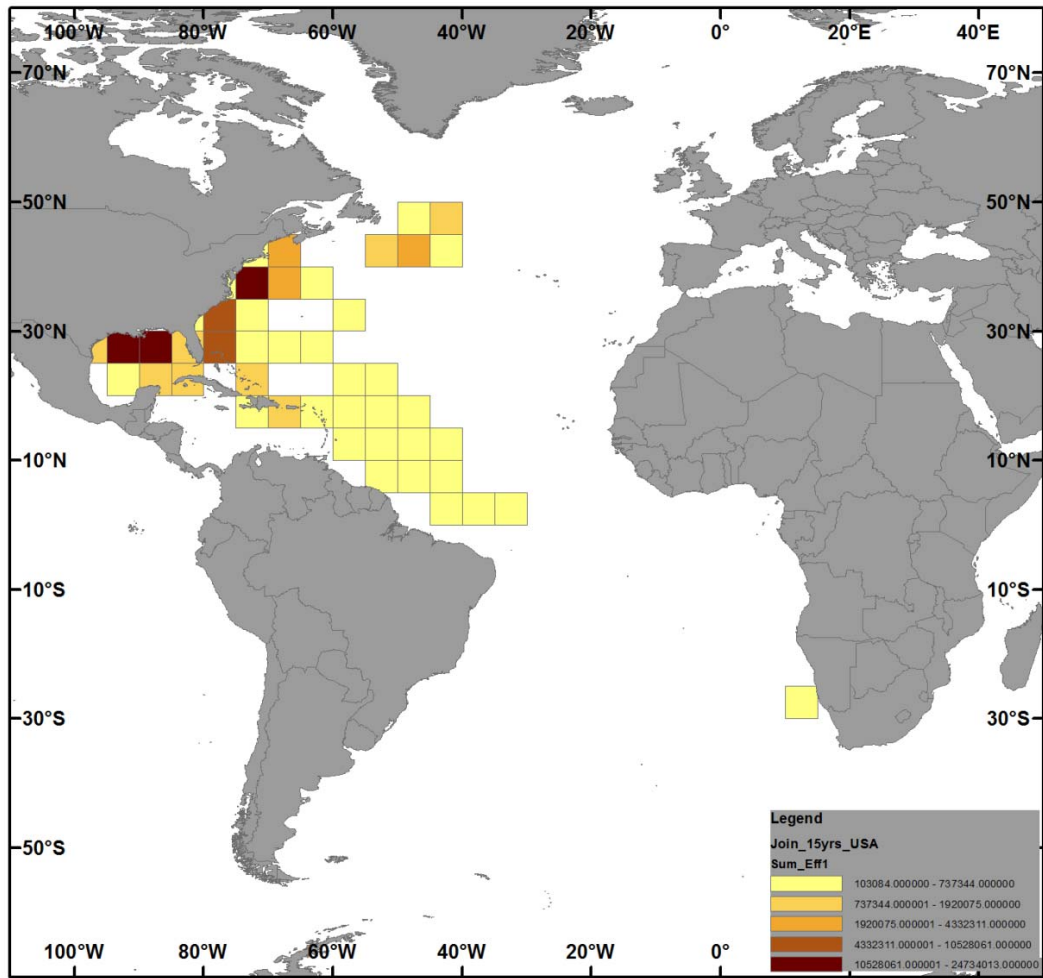 100°W 80°W 60°W 40°W 20°W 0° 20°E 40°E
70°N 70°N
50°N 50°N
30°N 30°N
10°N 10°N
10°S 10°S
30°S 30°S
50°S
Legend
Join_15yrs_USA
Sum_Eff1
103084.000000 - 737344.000000
737344.000001 - 1920075.000000
1920075.000001 - 4332311.000000
4332311.000001 - 10528061.000000
10528061.000001 - 24734013.000000
100°W 80°W 60°W 40°W 20°W 0° 20°E 40°E